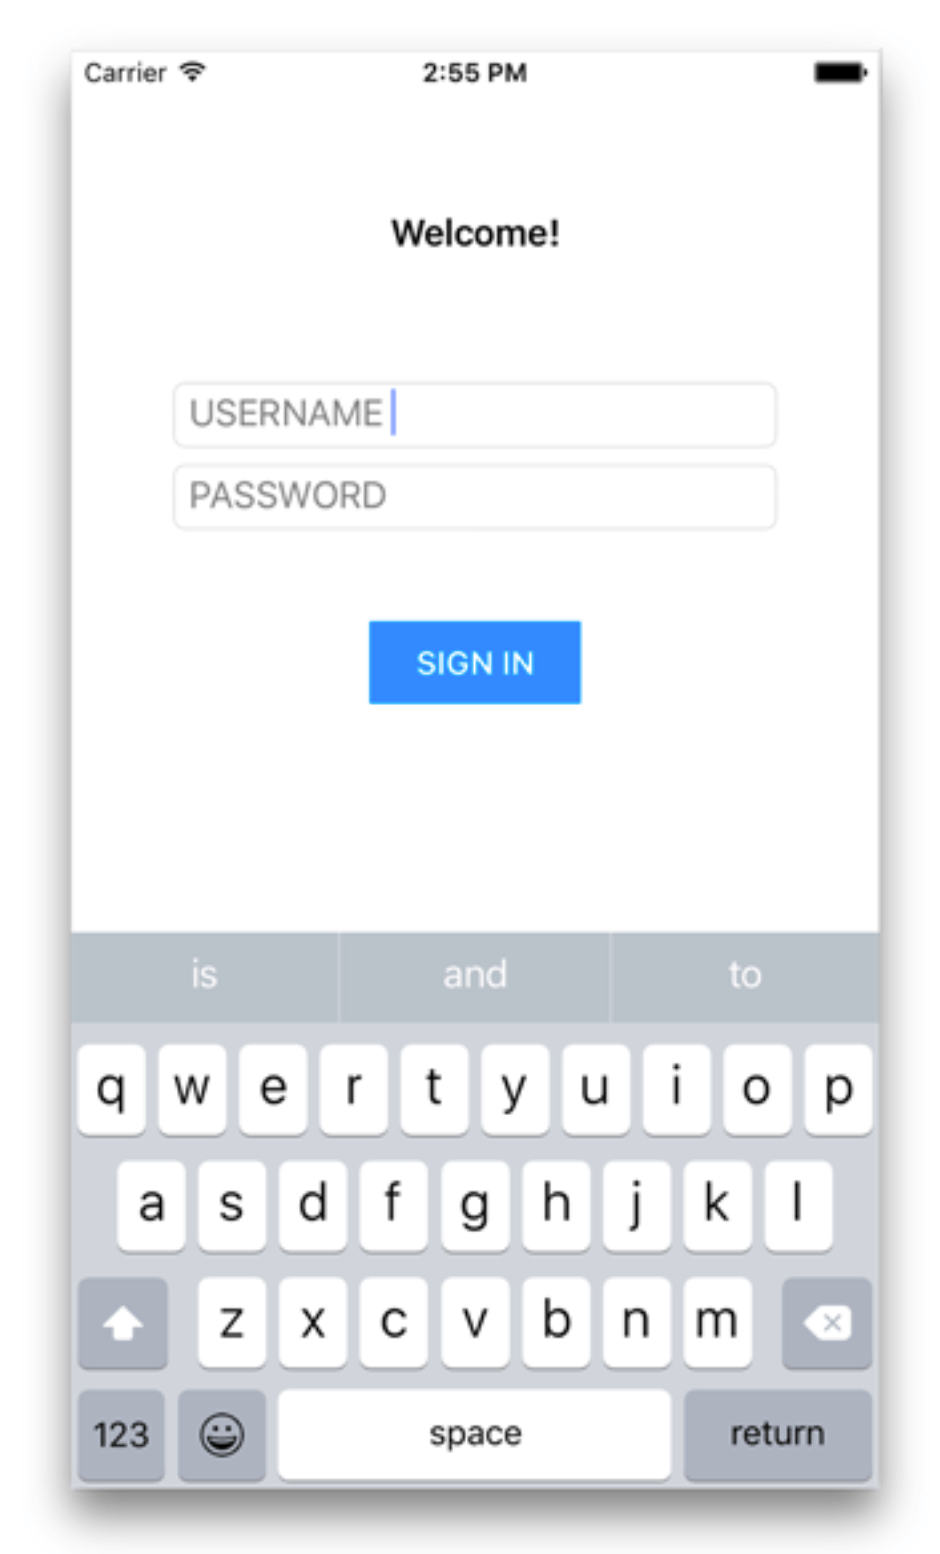 Carrier 2:55 PM
Welcome!
USERNAME
PASSWORD
SIGN IN
is and to
q w e r t y u i o p
a s d f g h j k l
z x c v b n m
123 space return